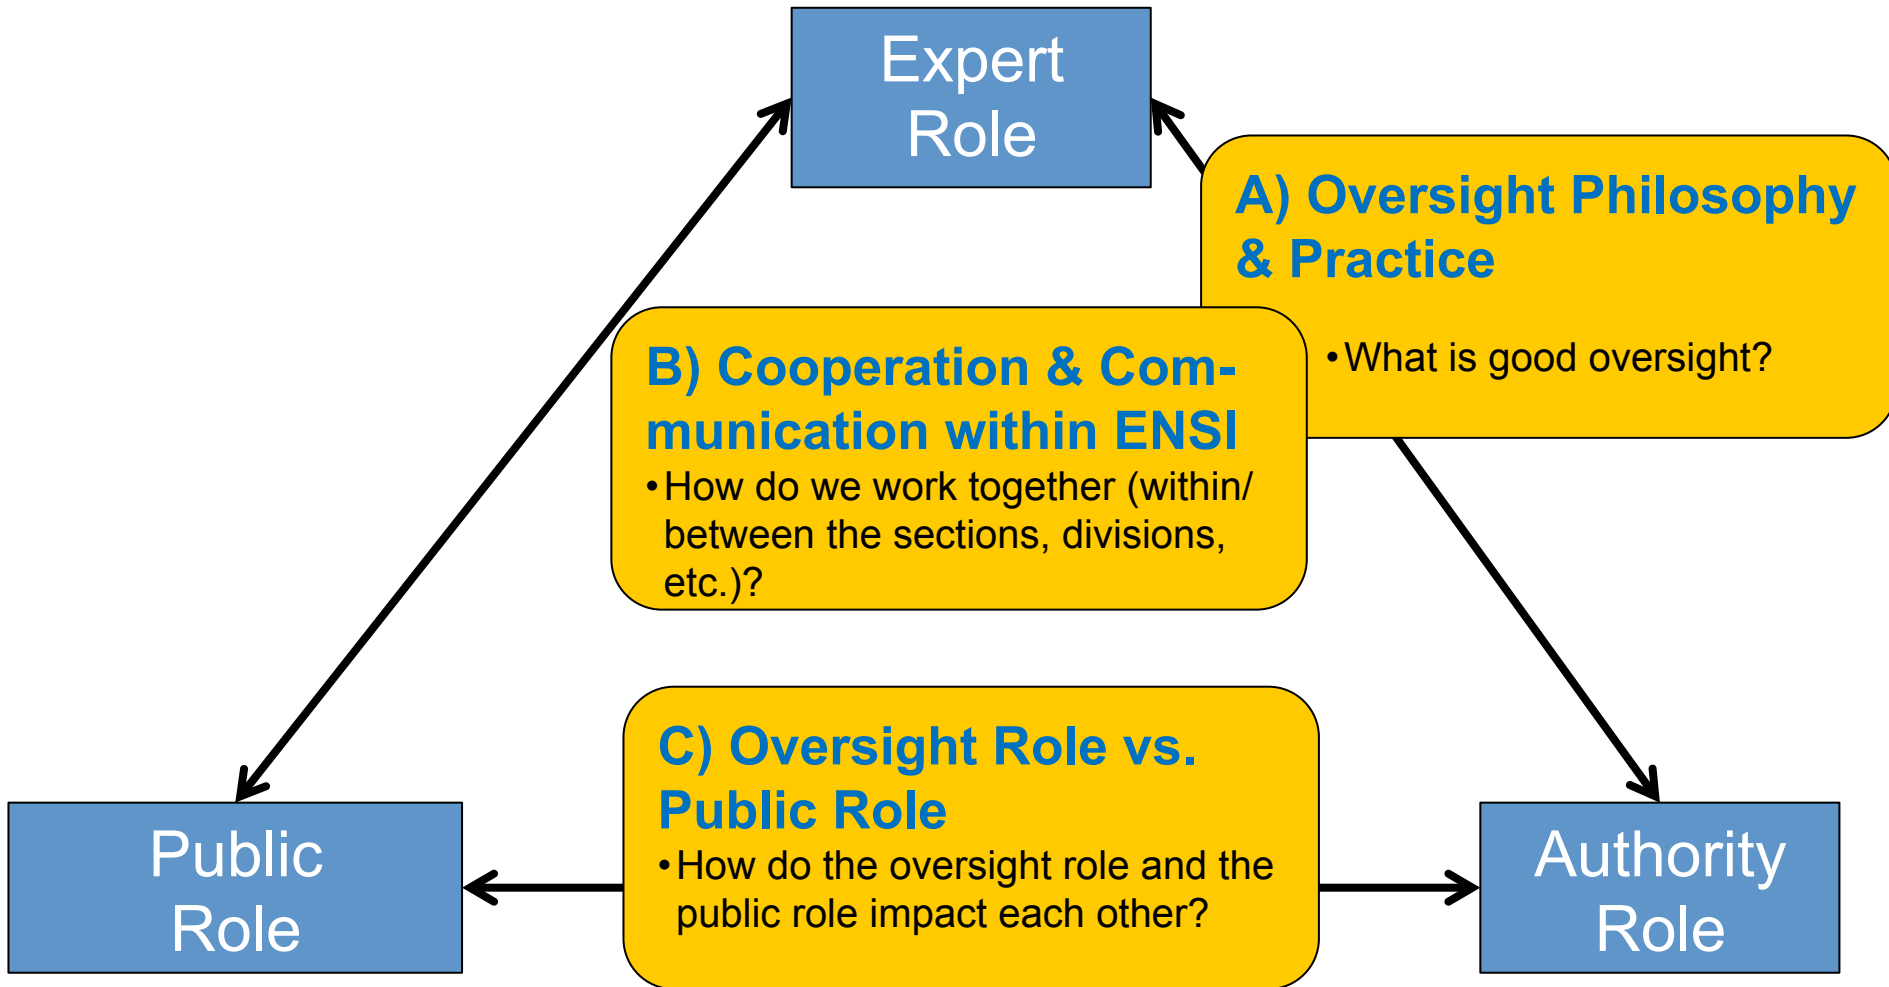 Expert
Role
A) Oversight Philosophy
& Practice
•What is good oversight?
B) Cooperation & Com-
munication within ENSI
•How do we work together (within/
between the sections, divisions,
etc.)?
C) Oversight Role vs.
Public Role
•How do the oversight role and the
public role impact each other?
Public
Role
Authority
Role